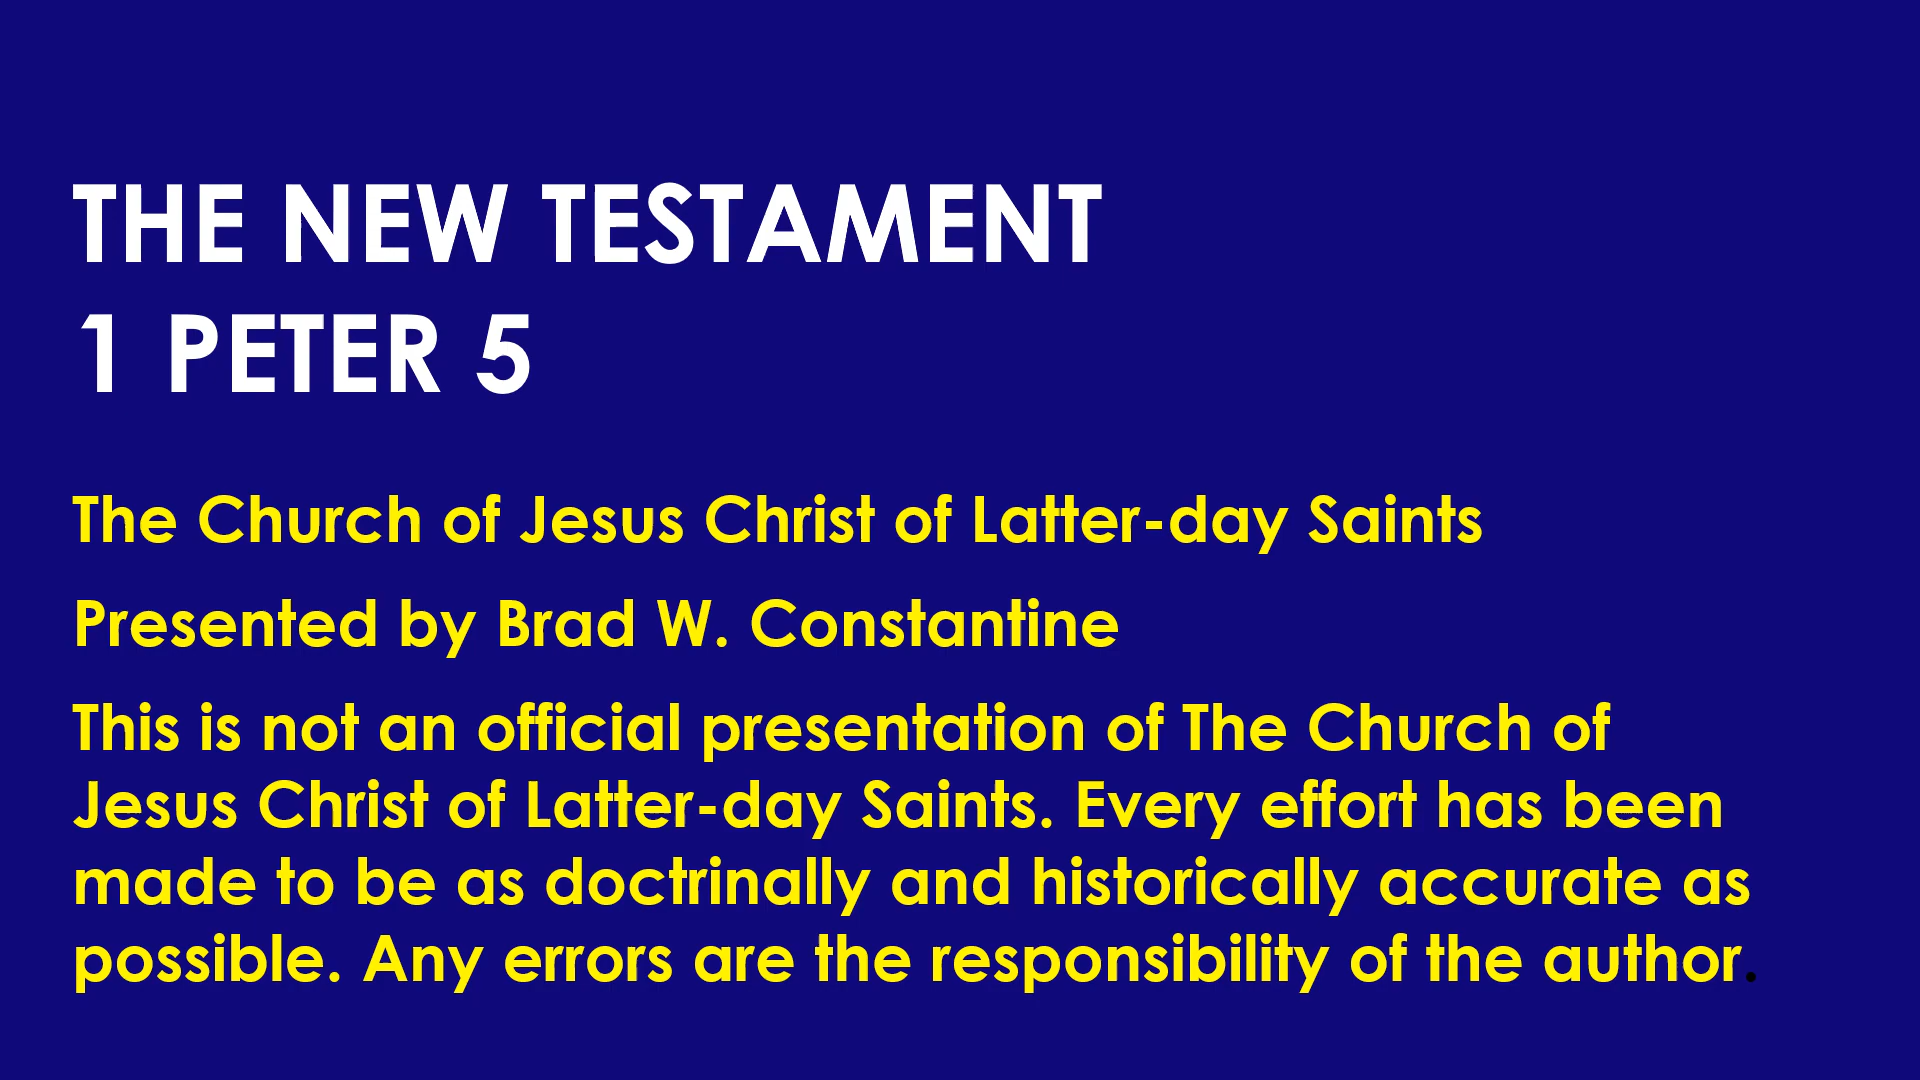 THE NEW TESTAMENT
1 PETER 5
The Church of Jesus Christ of Latter-day Saints
Presented by Brad W. Constantine
This is not an official presentation of The Church of
Jesus Christ of Latter-day Saints. Every effort has been
made to be as doctrinally and historically accurate as
possible. Any errors are the responsibility of the author.